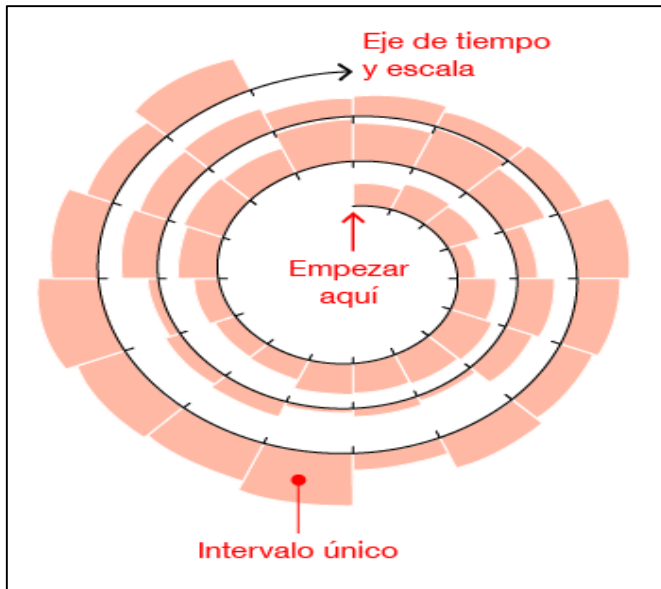 Eje de tiempo
y escala
Empezar
aquí
Intervalo único